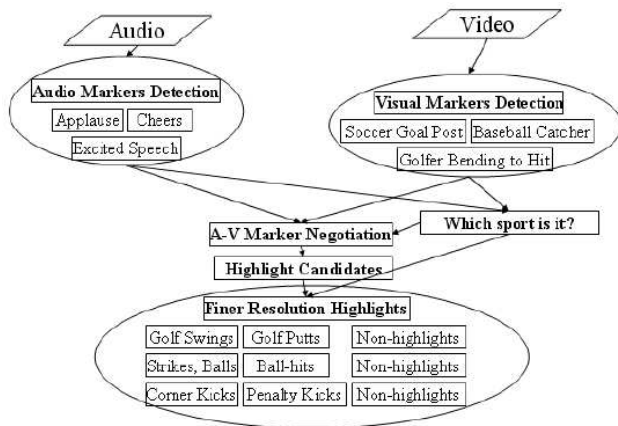 Audio
Video
Audio Markers Detection
Applause Cheers
Excited Speech
Visual Markers Detection
Soccer Goal Post Baseball Catcher
Golfer Bending to Hit
Which sport is it?
A-V Marker Negotiation
Highlight Candidates
Finer Resolution Highlights
Golf Swings Golf Putts Non-highlights
Strikes, Balls Ball-hits Non-highlights
Corner Kicks Penalty Kicks Non-highlights